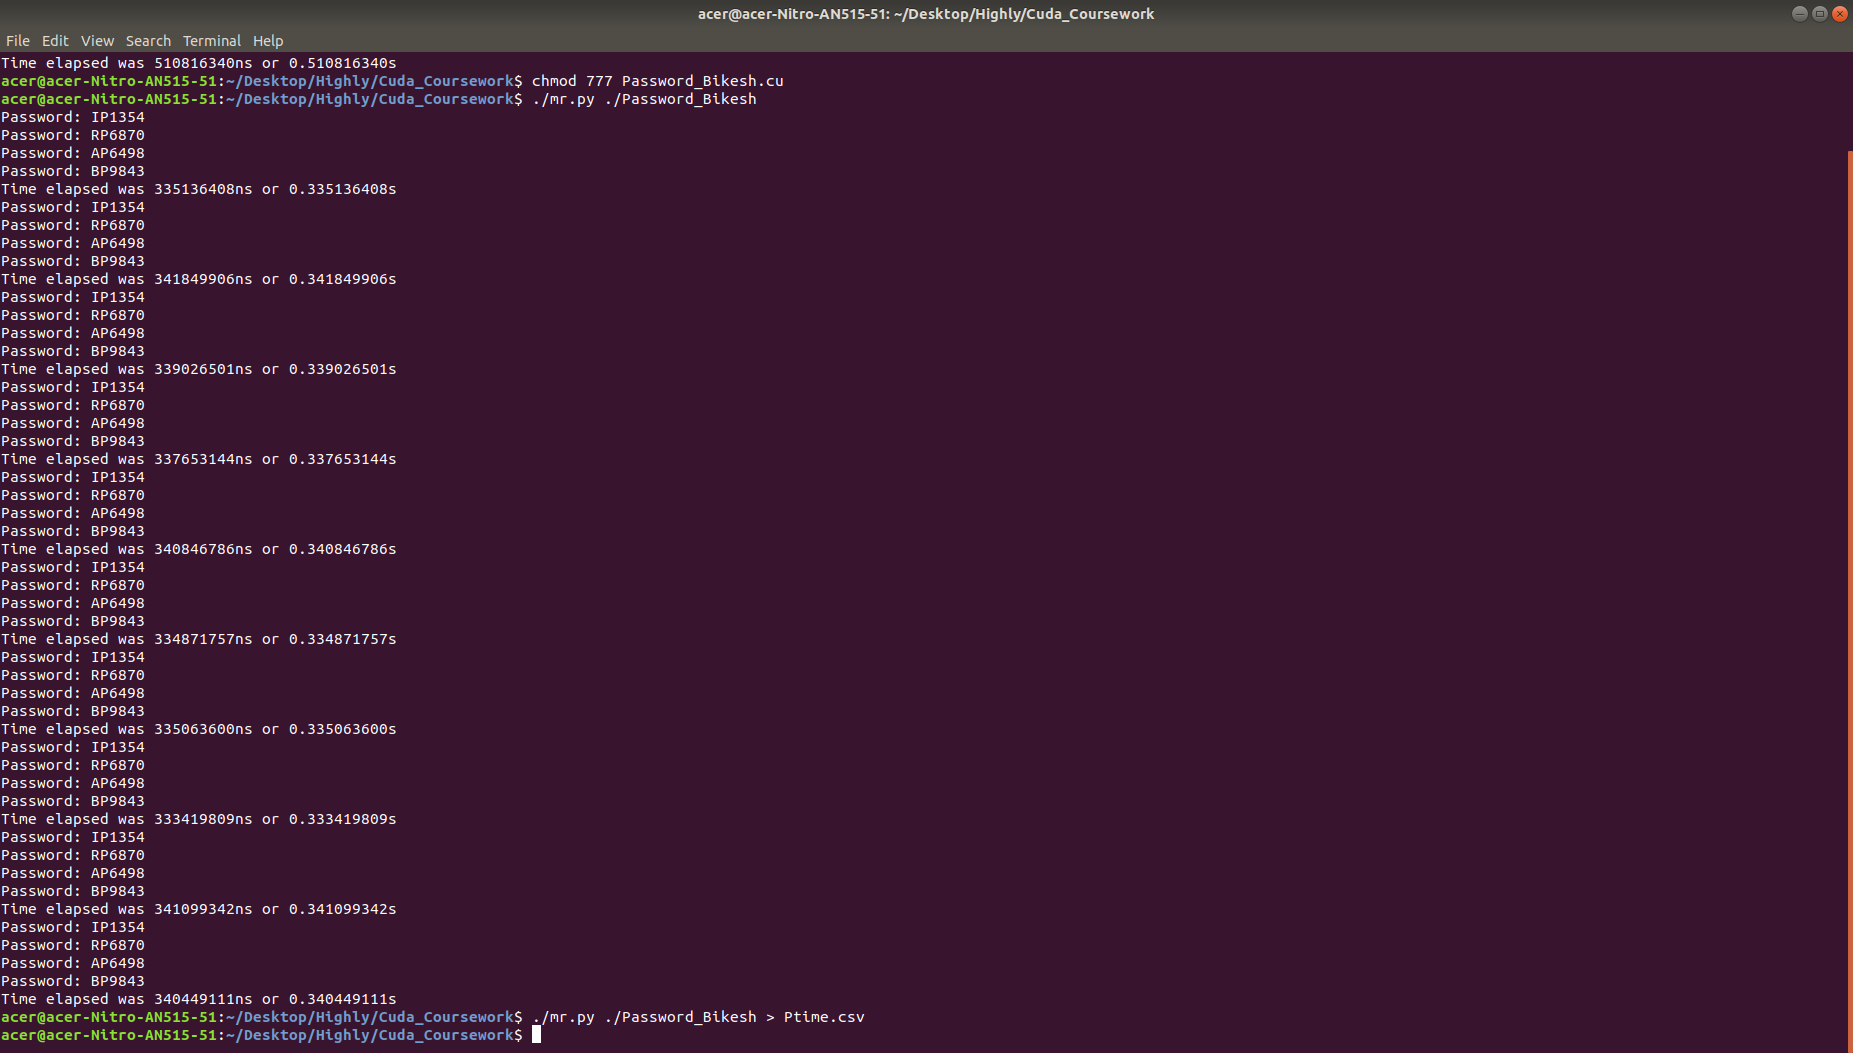 acer@acer-Nitro-AN515-51: ~/Desktop/Highly/Cuda_Coursework
File Edit View Search Terminal Help
Time elapsed was 510816340ns or 0.510816340s
acer@acer-Nitro-AN515-51:~/Desktop/Highly/Cuda_Coursework$ chmod 777 Password_Bikesh.cu
acer@acer-Nitro-AN515-51:~/Desktop/Highly/Cuda_Coursework$ ./mr.py ./Password_Bikesh
Password: IP1354
Password: RP6870
Password: AP6498
Password: BP9843
Time elapsed was 335136408ns or 0.335136408s
Password: IP1354
Password: RP6870
Password: AP6498
Password: BP9843
Time elapsed was 341849906ns or 0.341849906s
Password: IP1354
Password: RP6870
Password: AP6498
Password: BP9843
Time elapsed was 339026501ns or 0.339026501s
Password: IP1354
Password: RP6870
Password: AP6498
Password: BP9843
Time elapsed was 337653144ns or 0.337653144s
Password: IP1354
Password: RP6870
Password: AP6498
Password: BP9843
Time elapsed was 340846786ns or 0.340846786s
Password: IP1354
Password: RP6870
Password: AP6498
Password: BP9843
Time elapsed was 334871757ns or 0.334871757s
Password: IP1354
Password: RP6870
Password: AP6498
Password: BP9843
Time elapsed was 335063600ns or 0.335063600s
Password: IP1354
Password: RP6870
Password: AP6498
Password: BP9843
Time elapsed was 333419809ns or 0.333419809s
Password: IP1354
Password: RP6870
Password: AP6498
Password: BP9843
Time elapsed was 341099342ns or 0.341099342s
Password: IP1354
Password: RP6870
Password: AP6498
Password: BP9843
Time elapsed was 340449111ns or 0.340449111s
acer@acer-Nitro-AN515-51:~/Desktop/Highly/Cuda_Coursework$ ./mr.py ./Password_Bikesh > Ptime.csv
acer@acer-Nitro-AN515-51:~/Desktop/Highly/Cuda_Coursework$